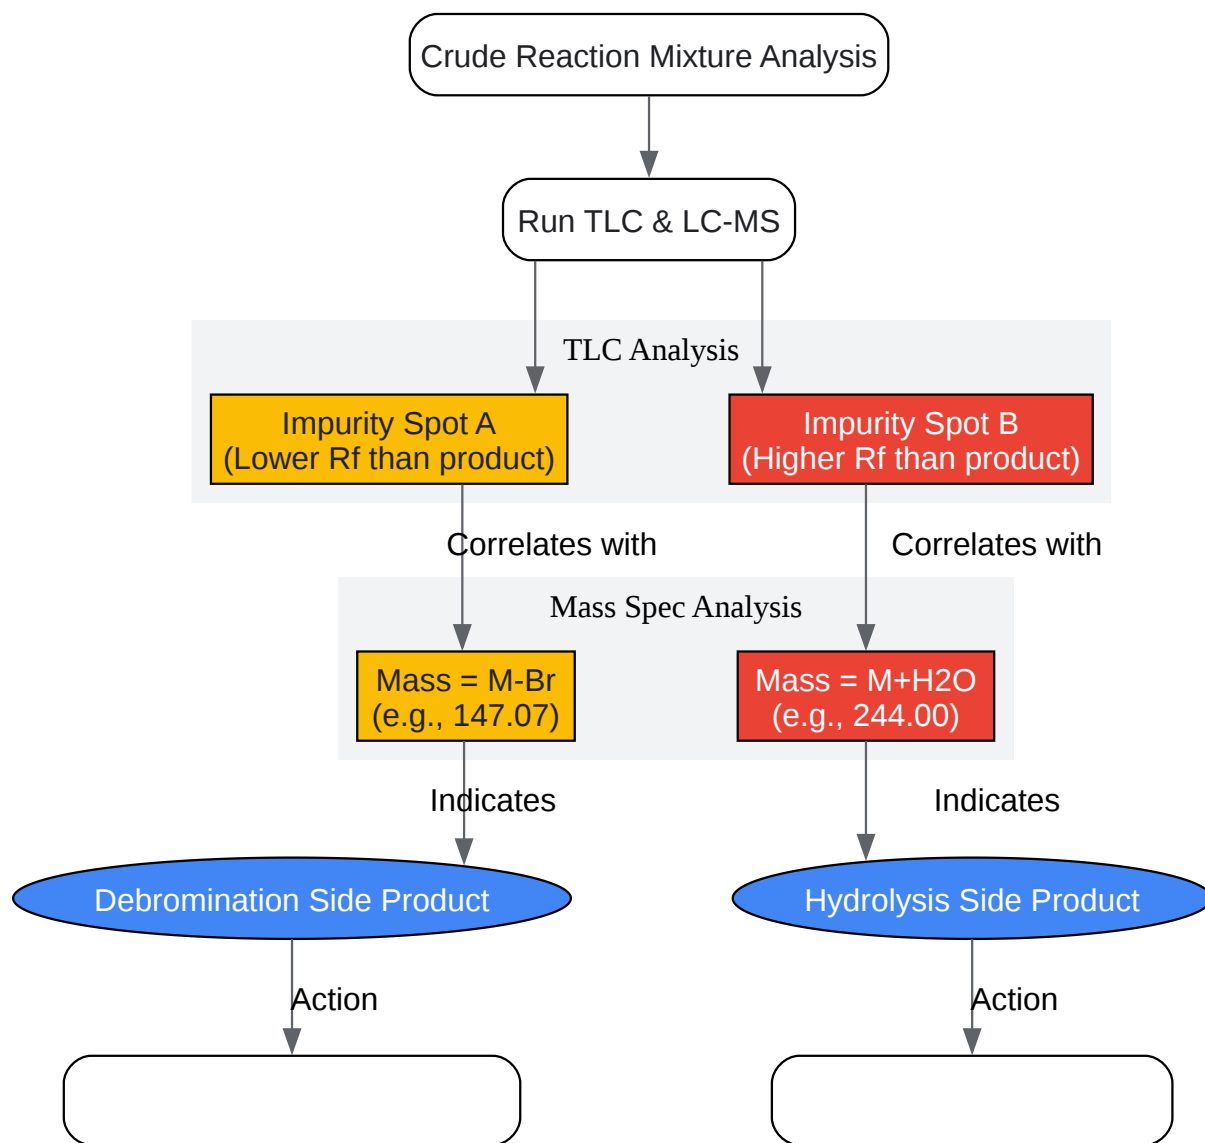 Crude Reaction Mixture Analysis
Run TLC & LC-MS
TLC Analysis
Impurity Spot A
(Lower Rf than product)
Impurity Spot B
(Higher Rf than product)
Correlates with
Correlates with
Mass Spec Analysis
Mass = M-Br
(e.g., 147.07)
Mass = M+H2O
(e.g., 244.00)
Indicates
Indicates
Debromination Side Product
Hydrolysis Side Product
Action
Action